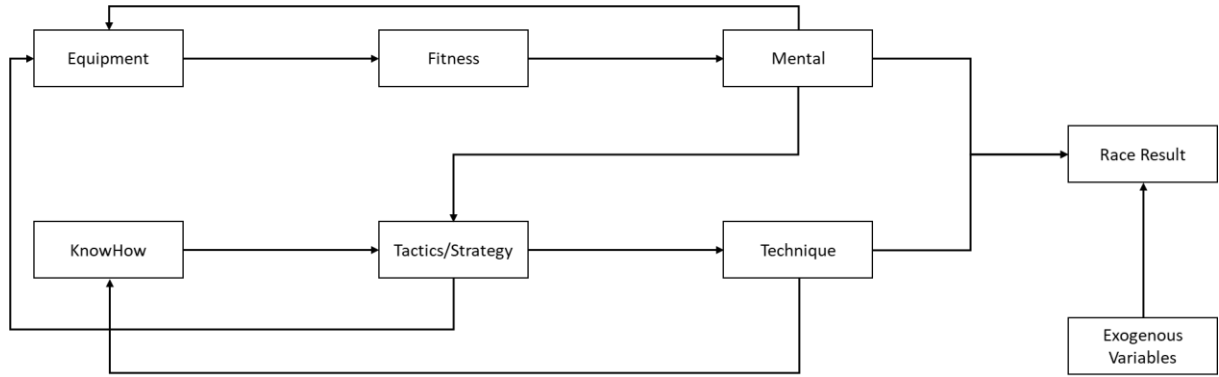 Equipment
Fitness
Mental
Race Result
KnowHow
Tactics/Strategy
Technique
Exogenous
Variables